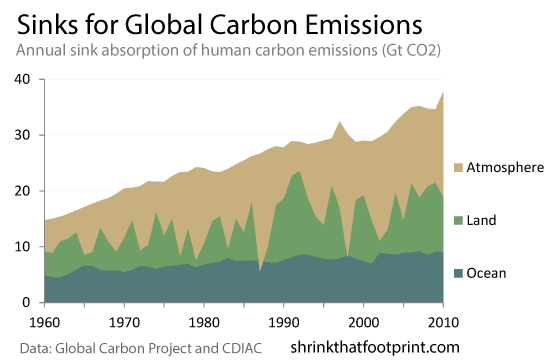 Sinks for Global Carbon Emissions
Annual sink absorption of human carbon emissions (Gt CO2)
40
30
20
10
0
Atmosphere
Land
Ocean
1960 1970 1980 1990 2000 2010
Data: Global Carbon Project and CDIAC shrinkthatfootprint.com